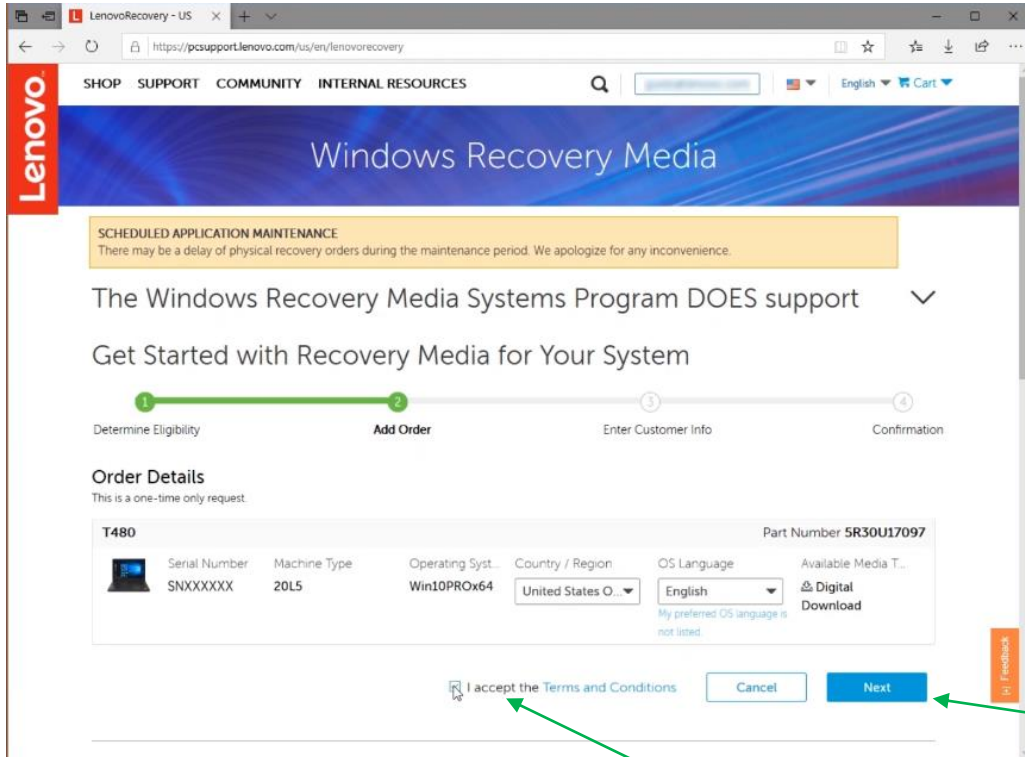 LenovoRecovery - US
https://pcsupport.lenovo.com/us/en/lenovorecovery
Lenovo.
SHOP SUPPORT COMMUNITY INTERNAL RESOURCES English Cart
Windows Recovery Media
SCHEDULED APPLICATION MAINTENANCE
There may be a delay of physical recovery orders during the maintenance period. We apologize for any inconvenience.
The Windows Recovery Media Systems Program DOES support
Get Started with Recovery Media for Your System
1 2 3 4
Determine Eligibility Add Order Enter Customer Info Confirmation
Order Details
This is a one-time only request.
T480 Part Number 5R30U17097
Serial Number Machine Type Operating Syst... Country / Region OS Language Available Media T...
SNXXXXXX 20L5 Win10PROx64 United States O... English Digital
Download
My preferred OS language is
not listed
[+] Feedback
I accept the Terms and Conditions Cancel Next